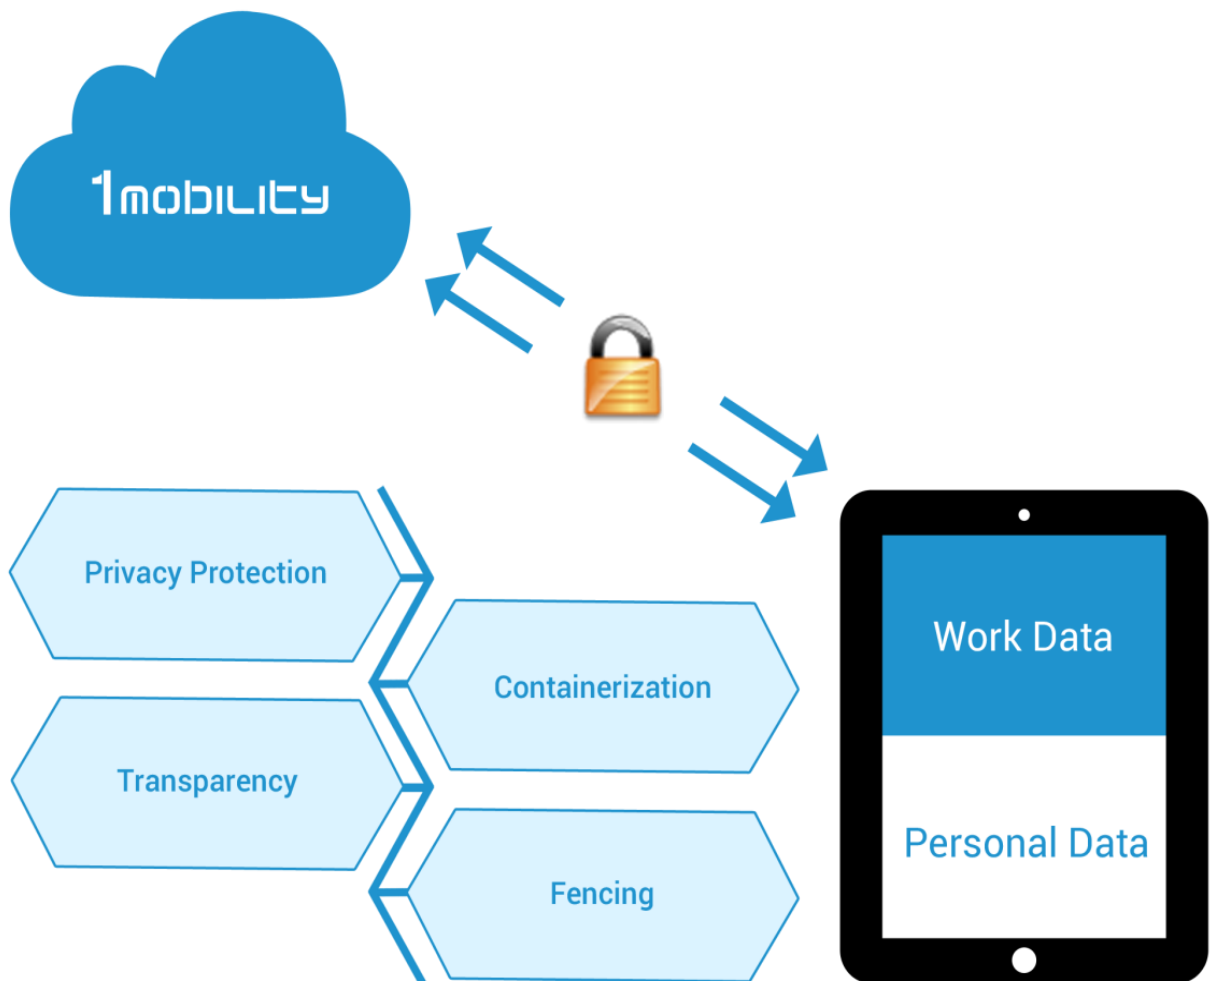 1mobility
Privacy Protection
Containerization
Transparency
Fencing
Work Data
Personal Data